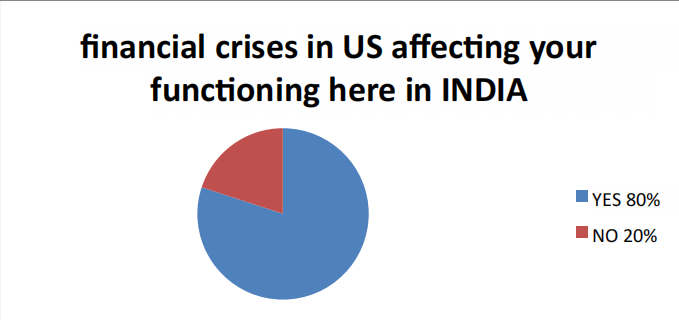 financial crises in US affecting your
functioning here in INDIA
YES 80%
NO 20%